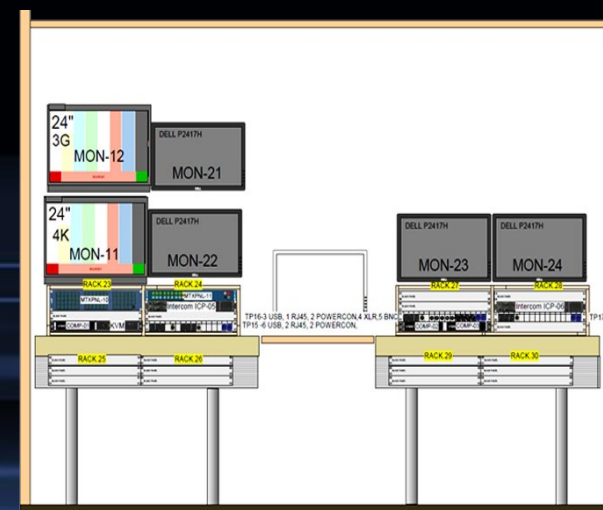 24"
3G
MON-12
DELL P2417H
MON-21
24"
4K
MON-11
DELL P2417H
MON-22
DELL P2417H
MON-23
DELL P2417H
MON-24
RACK.23
RACK.24
RACK.27
RACK.28
MTXPNL-10
MTXPNL-11
Intercom ICP-05
Intercom ICP-06
COMP-01
KVM
TP16-3 USB, 1 RJ45, 2 POWERCON,4 XLR,5 BNC
TP15 -6 USB, 2 RJ45, 2 POWERCON,
TP17
RACK.25
RACK.26
RACK.29
RACK.30